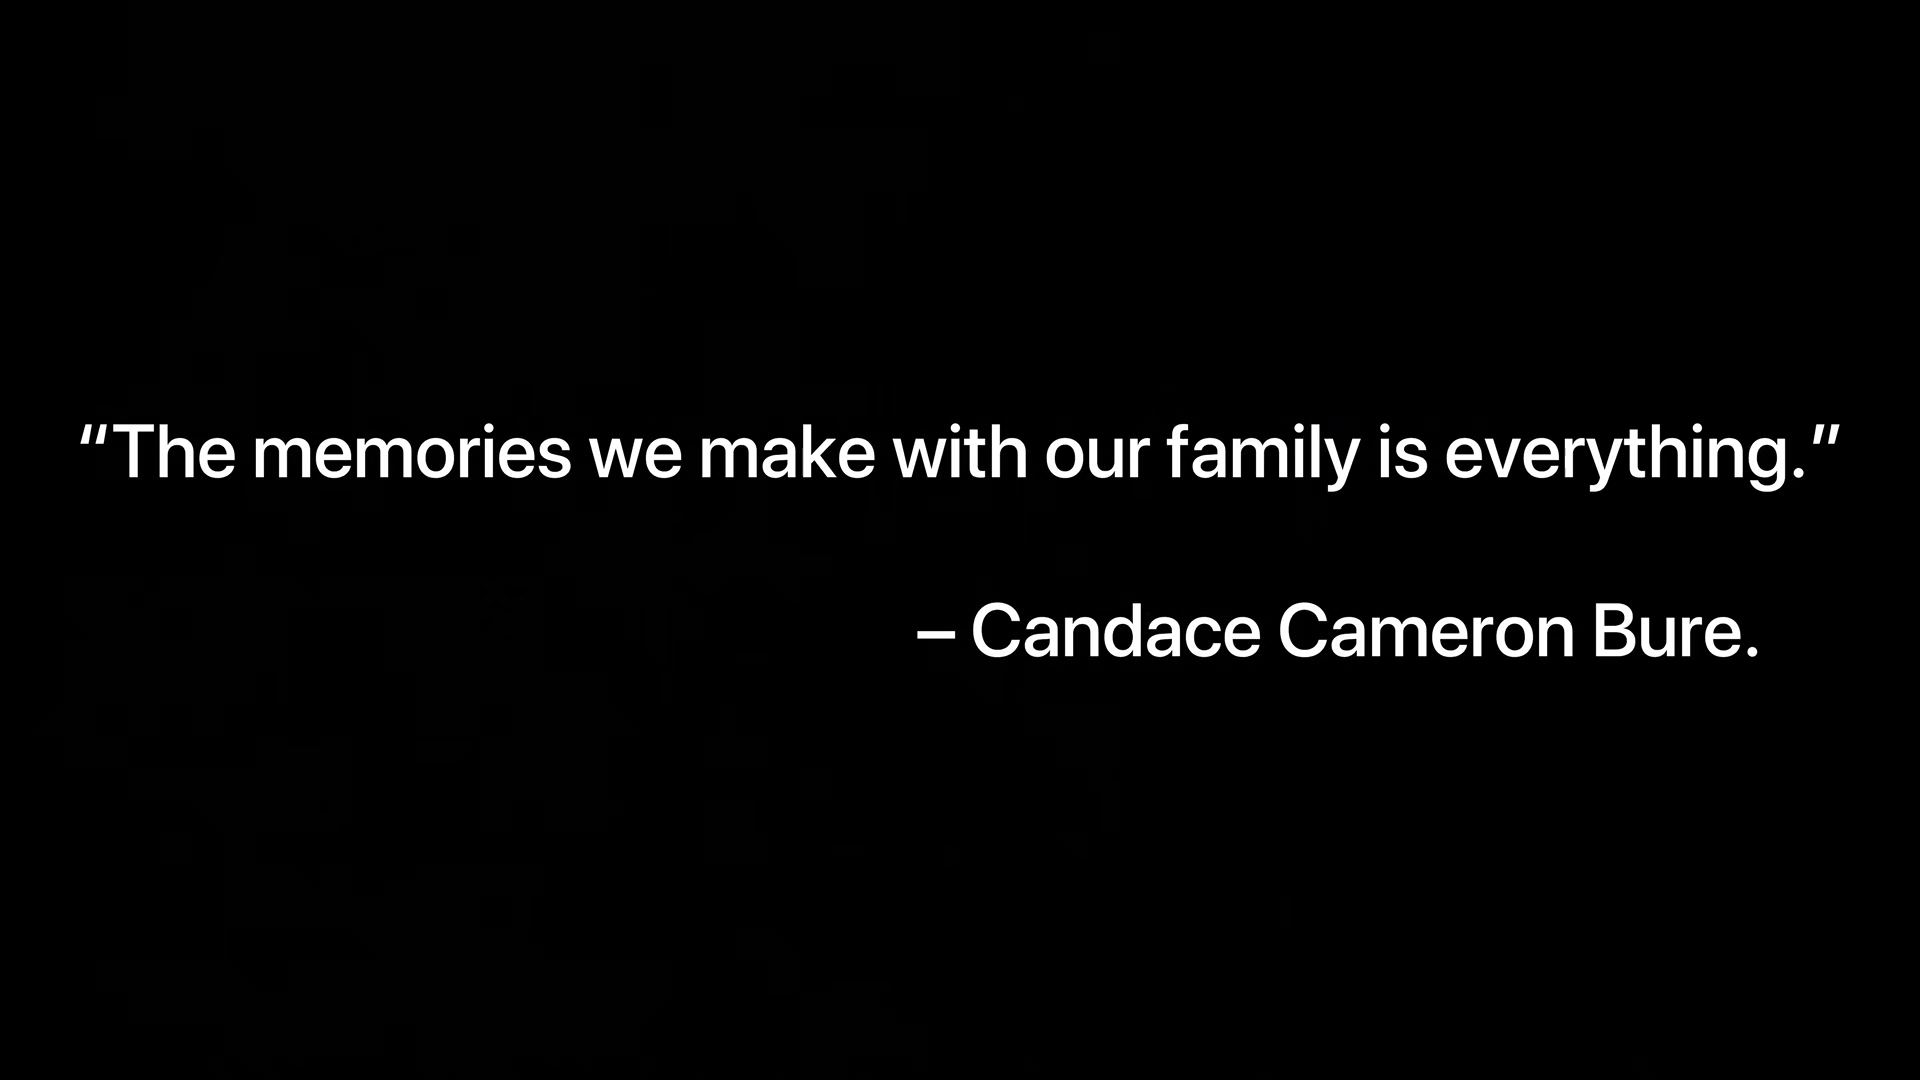 “The memories we make with our family is everything.”
– Candace Cameron Bure.